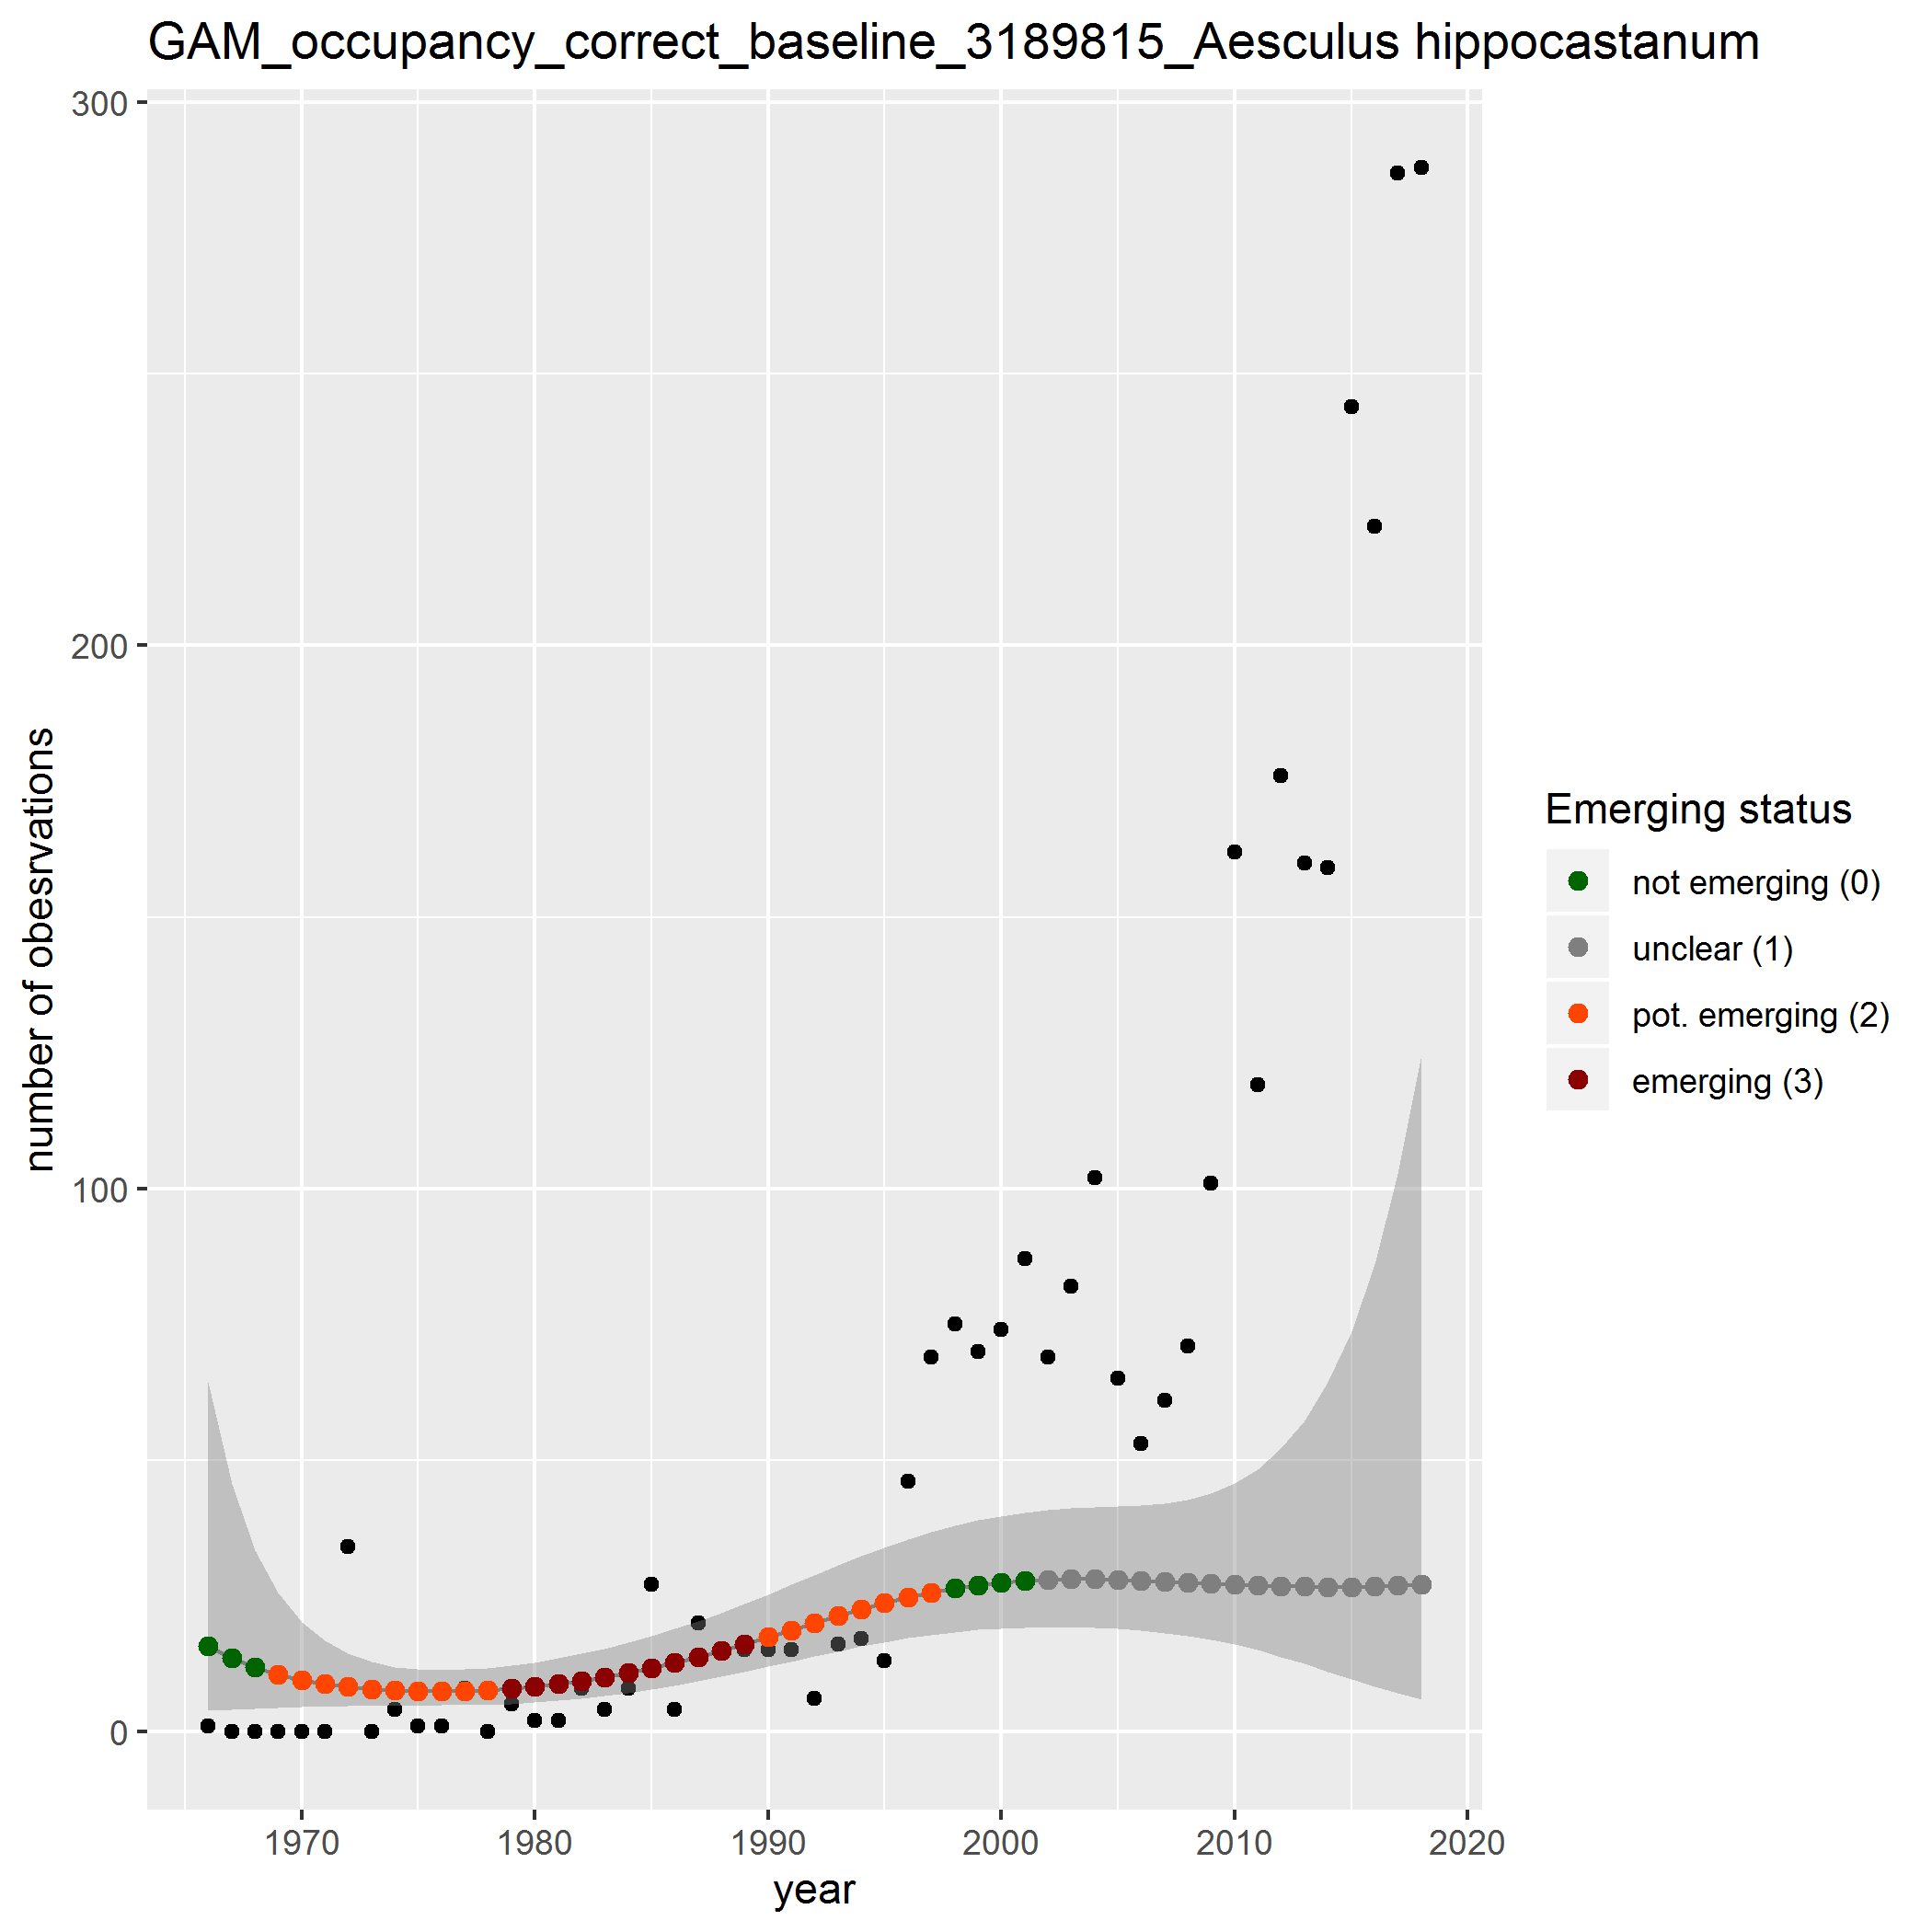 GAM_occupancy_correct_baseline_3189815_Aesculus hippocastanum
300
200
100
0
number of obesrvations
1970 1980 1990 2000 2010 2020
year
Emerging status
not emerging (0)
unclear (1)
pot. emerging (2)
emerging (3)